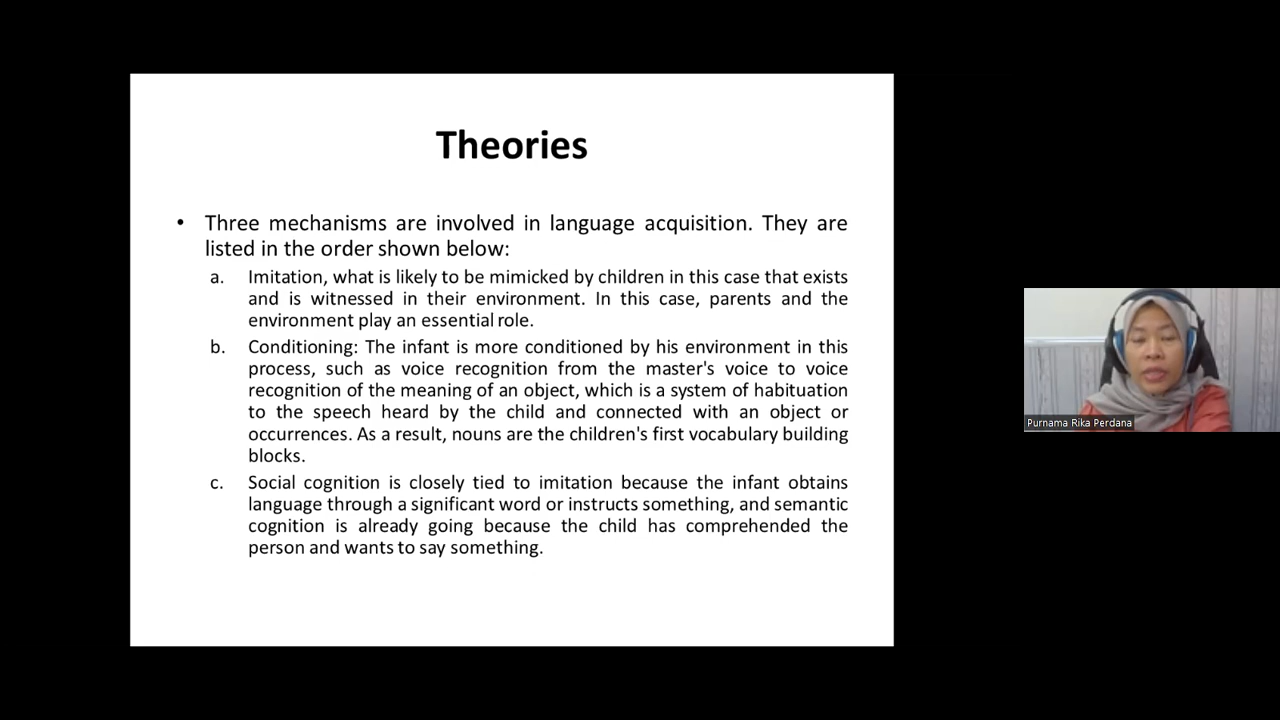 Theories
• Three mechanisms are involved in language acquisition. They are
listed in the order shown below:
a. Imitation, what is likely to be mimicked by children in this case that exists
and is witnessed in their environment. In this case, parents and the
environment play an essential role.
b. Conditioning: The infant is more conditioned by his environment in this
process, such as voice recognition from the master's voice to voice
recognition of the meaning of an object, which is a system of habituation
to the speech heard by the child and connected with an object or
occurrences. As a result, nouns are the children's first vocabulary building
blocks.
c. Social cognition is closely tied to imitation because the infant obtains
language through a significant word or instructs something, and semantic
cognition is already going because the child has comprehended the
person and wants to say something.
Purnama Rika Perdana